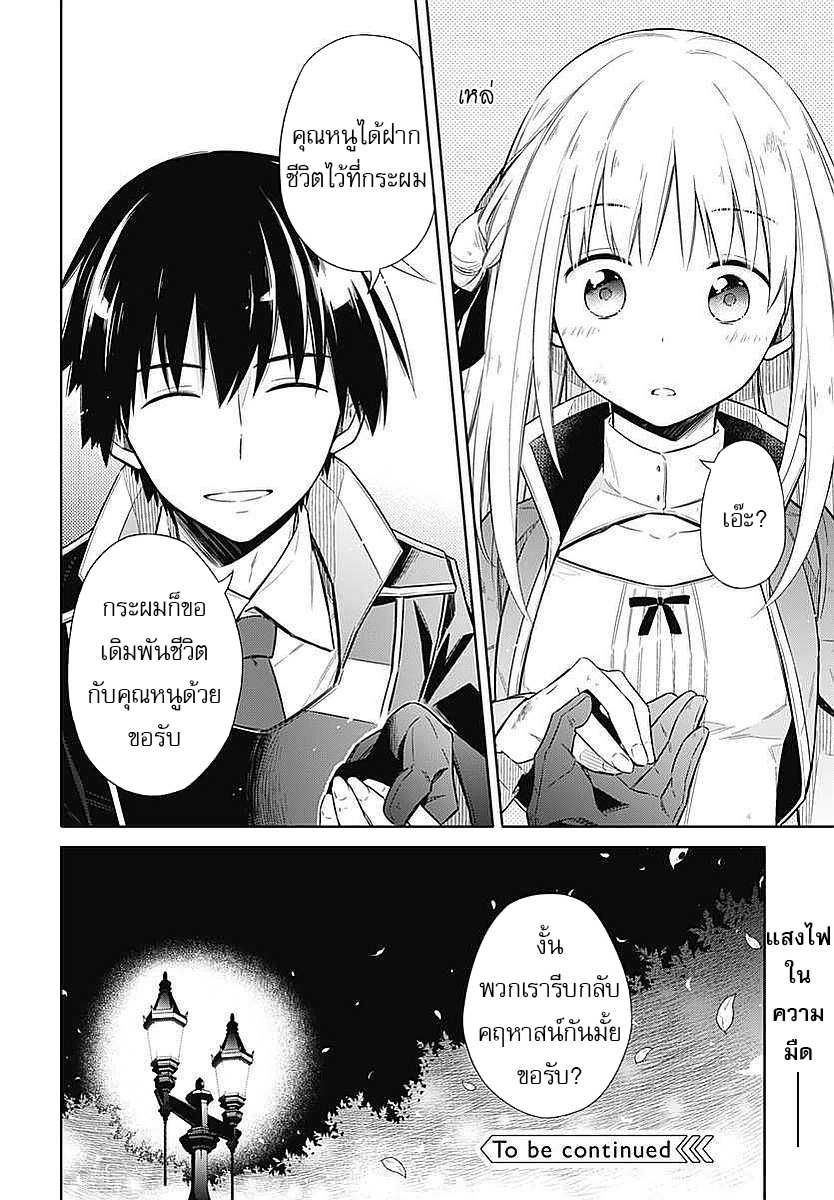 เหล่
เอ๊ะ?
คุณหนูได้ฝาก
ชีวิตไว้ที่กระผม
กระผมก็ขอ
เดิมพันชีวิต
กับคุณหนูด้วย
ขอรับ
งั้น
พวกเรารีบกลับ
คฤหาสน์กันมั้ย
ขอรับ?
แสงไฟ
ใน
ความ
มืด
To be continued